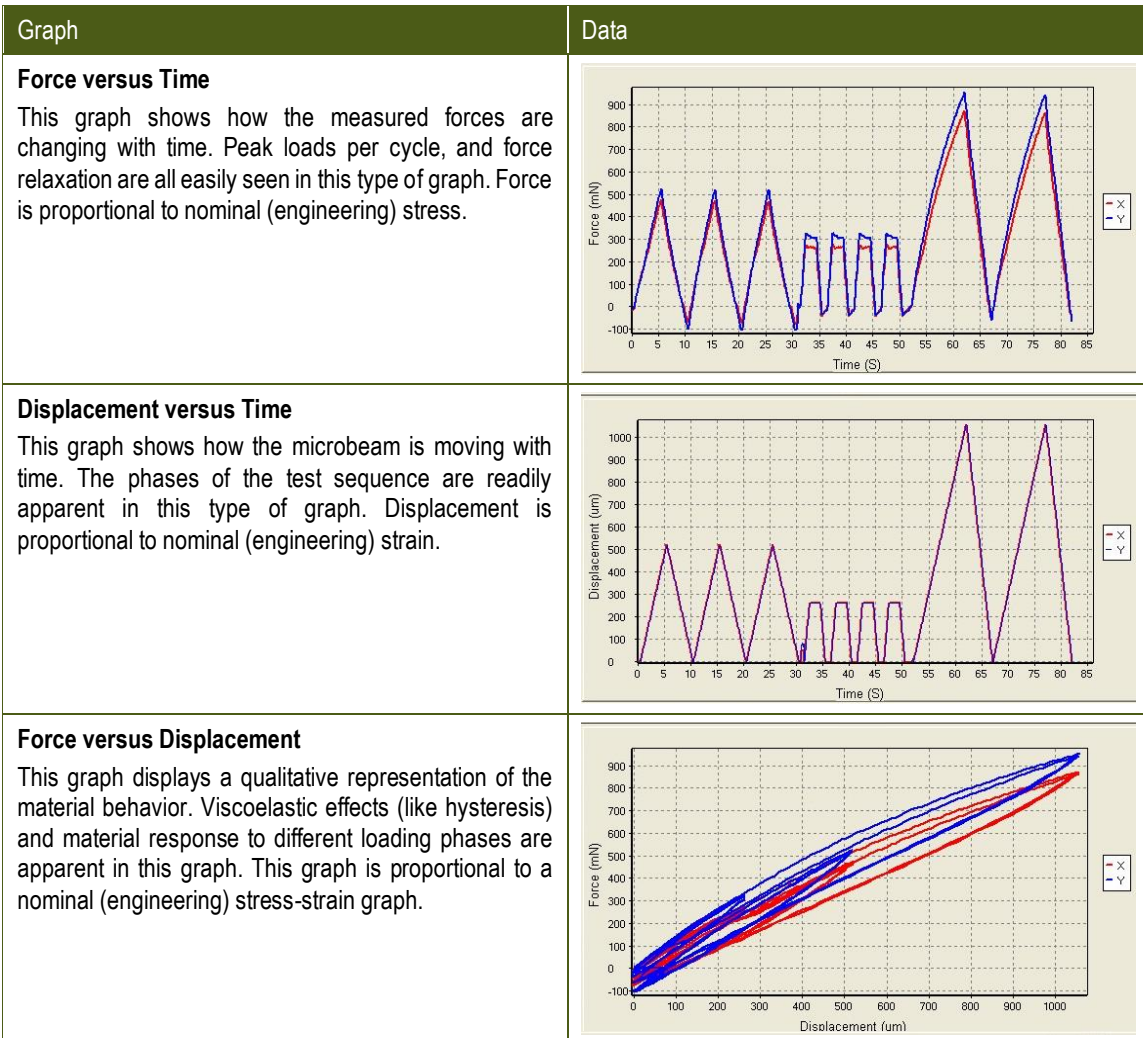 Graph
Data
Force versus Time
This graph shows how the measured forces are
changing with time. Peak loads per cycle, and force
relaxation are all easily seen in this type of graph. Force
is proportional to nominal (engineering) stress.
900
800
700
600
500
400
300
200
100
0
-100
Force (mN)
0 5 10 15 20 25 30 35 40 45 50 55 60 65 70 75 80 85
Time (S)
X
Y
Displacement versus Time
This graph shows how the microbeam is moving with
time. The phases of the test sequence are readily
apparent in this type of graph. Displacement is
proportional to nominal (engineering) strain.
1000
900
800
700
600
500
400
300
200
100
0
Displacement (um)
0 5 10 15 20 25 30 35 40 45 50 55 60 65 70 75 80 85
Time (S)
X
Y
Force versus Displacement
This graph displays a qualitative representation of the
material behavior. Viscoelastic effects (like hysteresis)
and material response to different loading phases are
apparent in this graph. This graph is proportional to a
nominal (engineering) stress-strain graph.
900
800
700
600
500
400
300
200
100
0
-100
Force (mN)
0 100 200 300 400 500 600 700 800 900 1000
Displacement (um)
X
Y